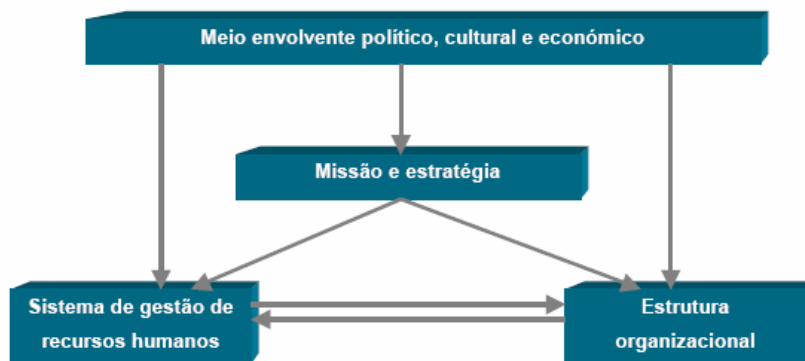 Meio envolvente político, cultural e económico
Missão e estratégia
Sistema de gestão de
recursos humanos
Estrutura
organizacional